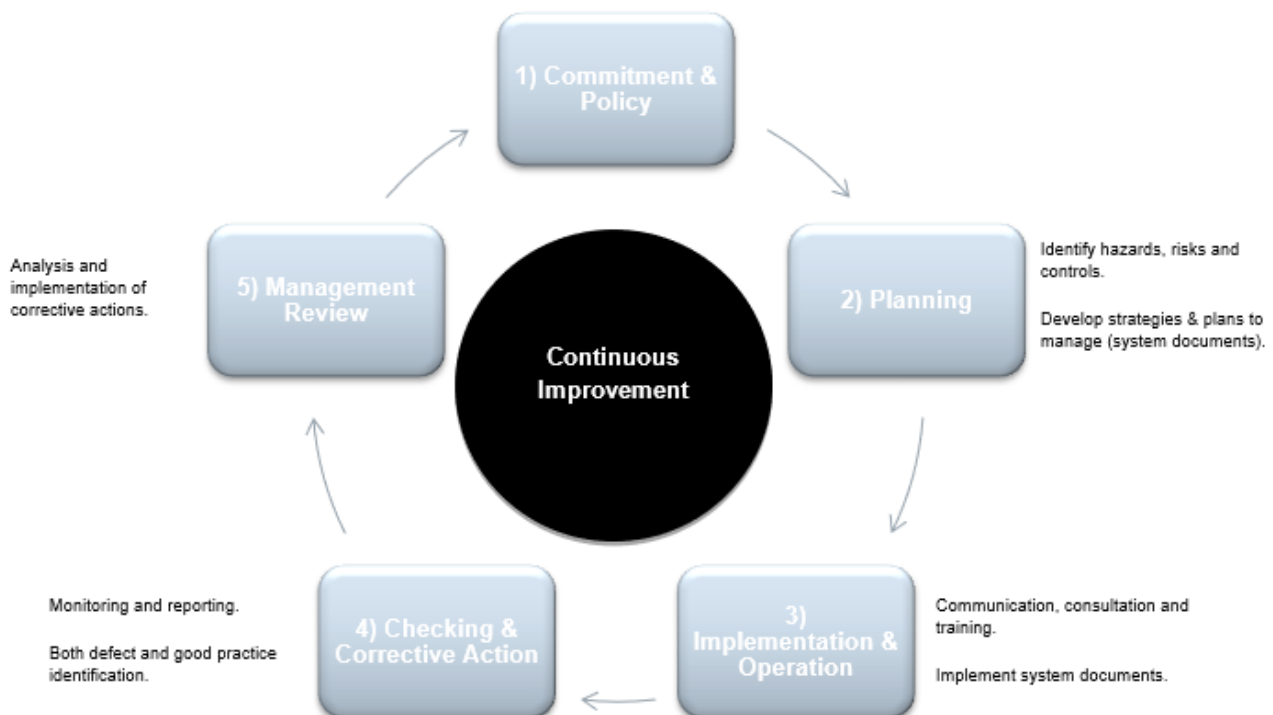 1) Commitment &
Policy
2) Planning
Identify hazards, risks and
controls.
Develop strategies & plans to
manage (system documents).
3)
Implementation &
Operation
Communication, consultation and
training.
Implement system documents.
4) Checking &
Corrective Action
Monitoring and reporting.
Both defect and good practice
identification.
5) Management
Review
Analysis and
implementation of
corrective actions.
Continuous
Improvement